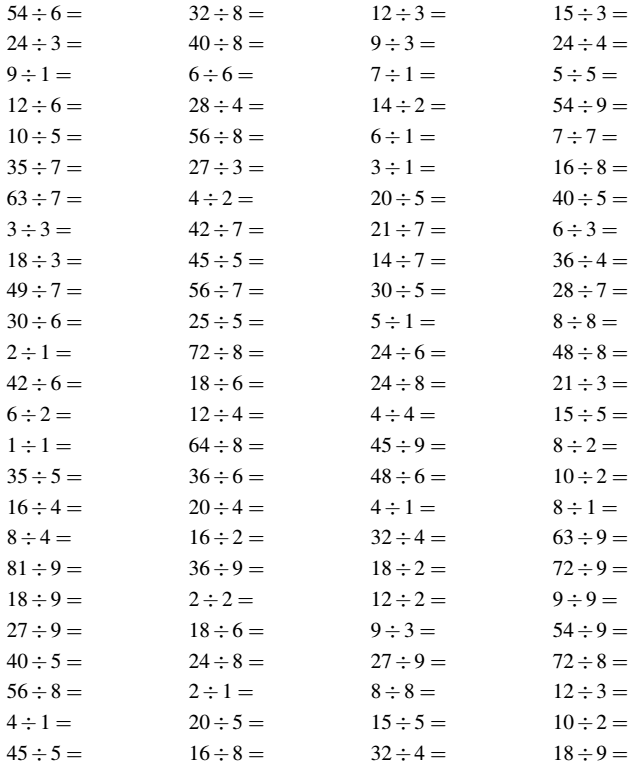 54 ÷ 6 = 32 ÷ 8 = 12 ÷ 3 = 15 ÷ 3 =
24 ÷ 3 = 40 ÷ 8 = 9 ÷ 3 = 24 ÷ 4 =
9 ÷ 1 = 6 ÷ 6 = 7 ÷ 1 = 5 ÷ 5 =
12 ÷ 6 = 28 ÷ 4 = 14 ÷ 2 = 54 ÷ 9 =
10 ÷ 5 = 56 ÷ 8 = 6 ÷ 1 = 7 ÷ 7 =
35 ÷ 7 = 27 ÷ 3 = 3 ÷ 1 = 16 ÷ 8 =
63 ÷ 7 = 4 ÷ 2 = 20 ÷ 5 = 40 ÷ 5 =
3 ÷ 3 = 42 ÷ 7 = 21 ÷ 7 = 6 ÷ 3 =
18 ÷ 3 = 45 ÷ 5 = 14 ÷ 7 = 36 ÷ 4 =
49 ÷ 7 = 56 ÷ 7 = 30 ÷ 5 = 28 ÷ 7 =
30 ÷ 6 = 25 ÷ 5 = 5 ÷ 1 = 8 ÷ 8 =
2 ÷ 1 = 72 ÷ 8 = 24 ÷ 6 = 48 ÷ 8 =
42 ÷ 6 = 18 ÷ 6 = 24 ÷ 8 = 21 ÷ 3 =
6 ÷ 2 = 12 ÷ 4 = 4 ÷ 4 = 15 ÷ 5 =
1 ÷ 1 = 64 ÷ 8 = 45 ÷ 9 = 8 ÷ 2 =
35 ÷ 5 = 36 ÷ 6 = 48 ÷ 6 = 10 ÷ 2 =
16 ÷ 4 = 20 ÷ 4 = 4 ÷ 1 = 8 ÷ 1 =
8 ÷ 4 = 16 ÷ 2 = 32 ÷ 4 = 63 ÷ 9 =
81 ÷ 9 = 36 ÷ 9 = 18 ÷ 2 = 72 ÷ 9 =
18 ÷ 9 = 2 ÷ 2 = 12 ÷ 2 = 9 ÷ 9 =
27 ÷ 9 = 18 ÷ 6 = 9 ÷ 3 = 54 ÷ 9 =
40 ÷ 5 = 24 ÷ 8 = 27 ÷ 9 = 72 ÷ 8 =
56 ÷ 8 = 2 ÷ 1 = 8 ÷ 8 = 12 ÷ 3 =
4 ÷ 1 = 20 ÷ 5 = 15 ÷ 5 = 10 ÷ 2 =
45 ÷ 5 = 16 ÷ 8 = 32 ÷ 4 = 18 ÷ 9 =